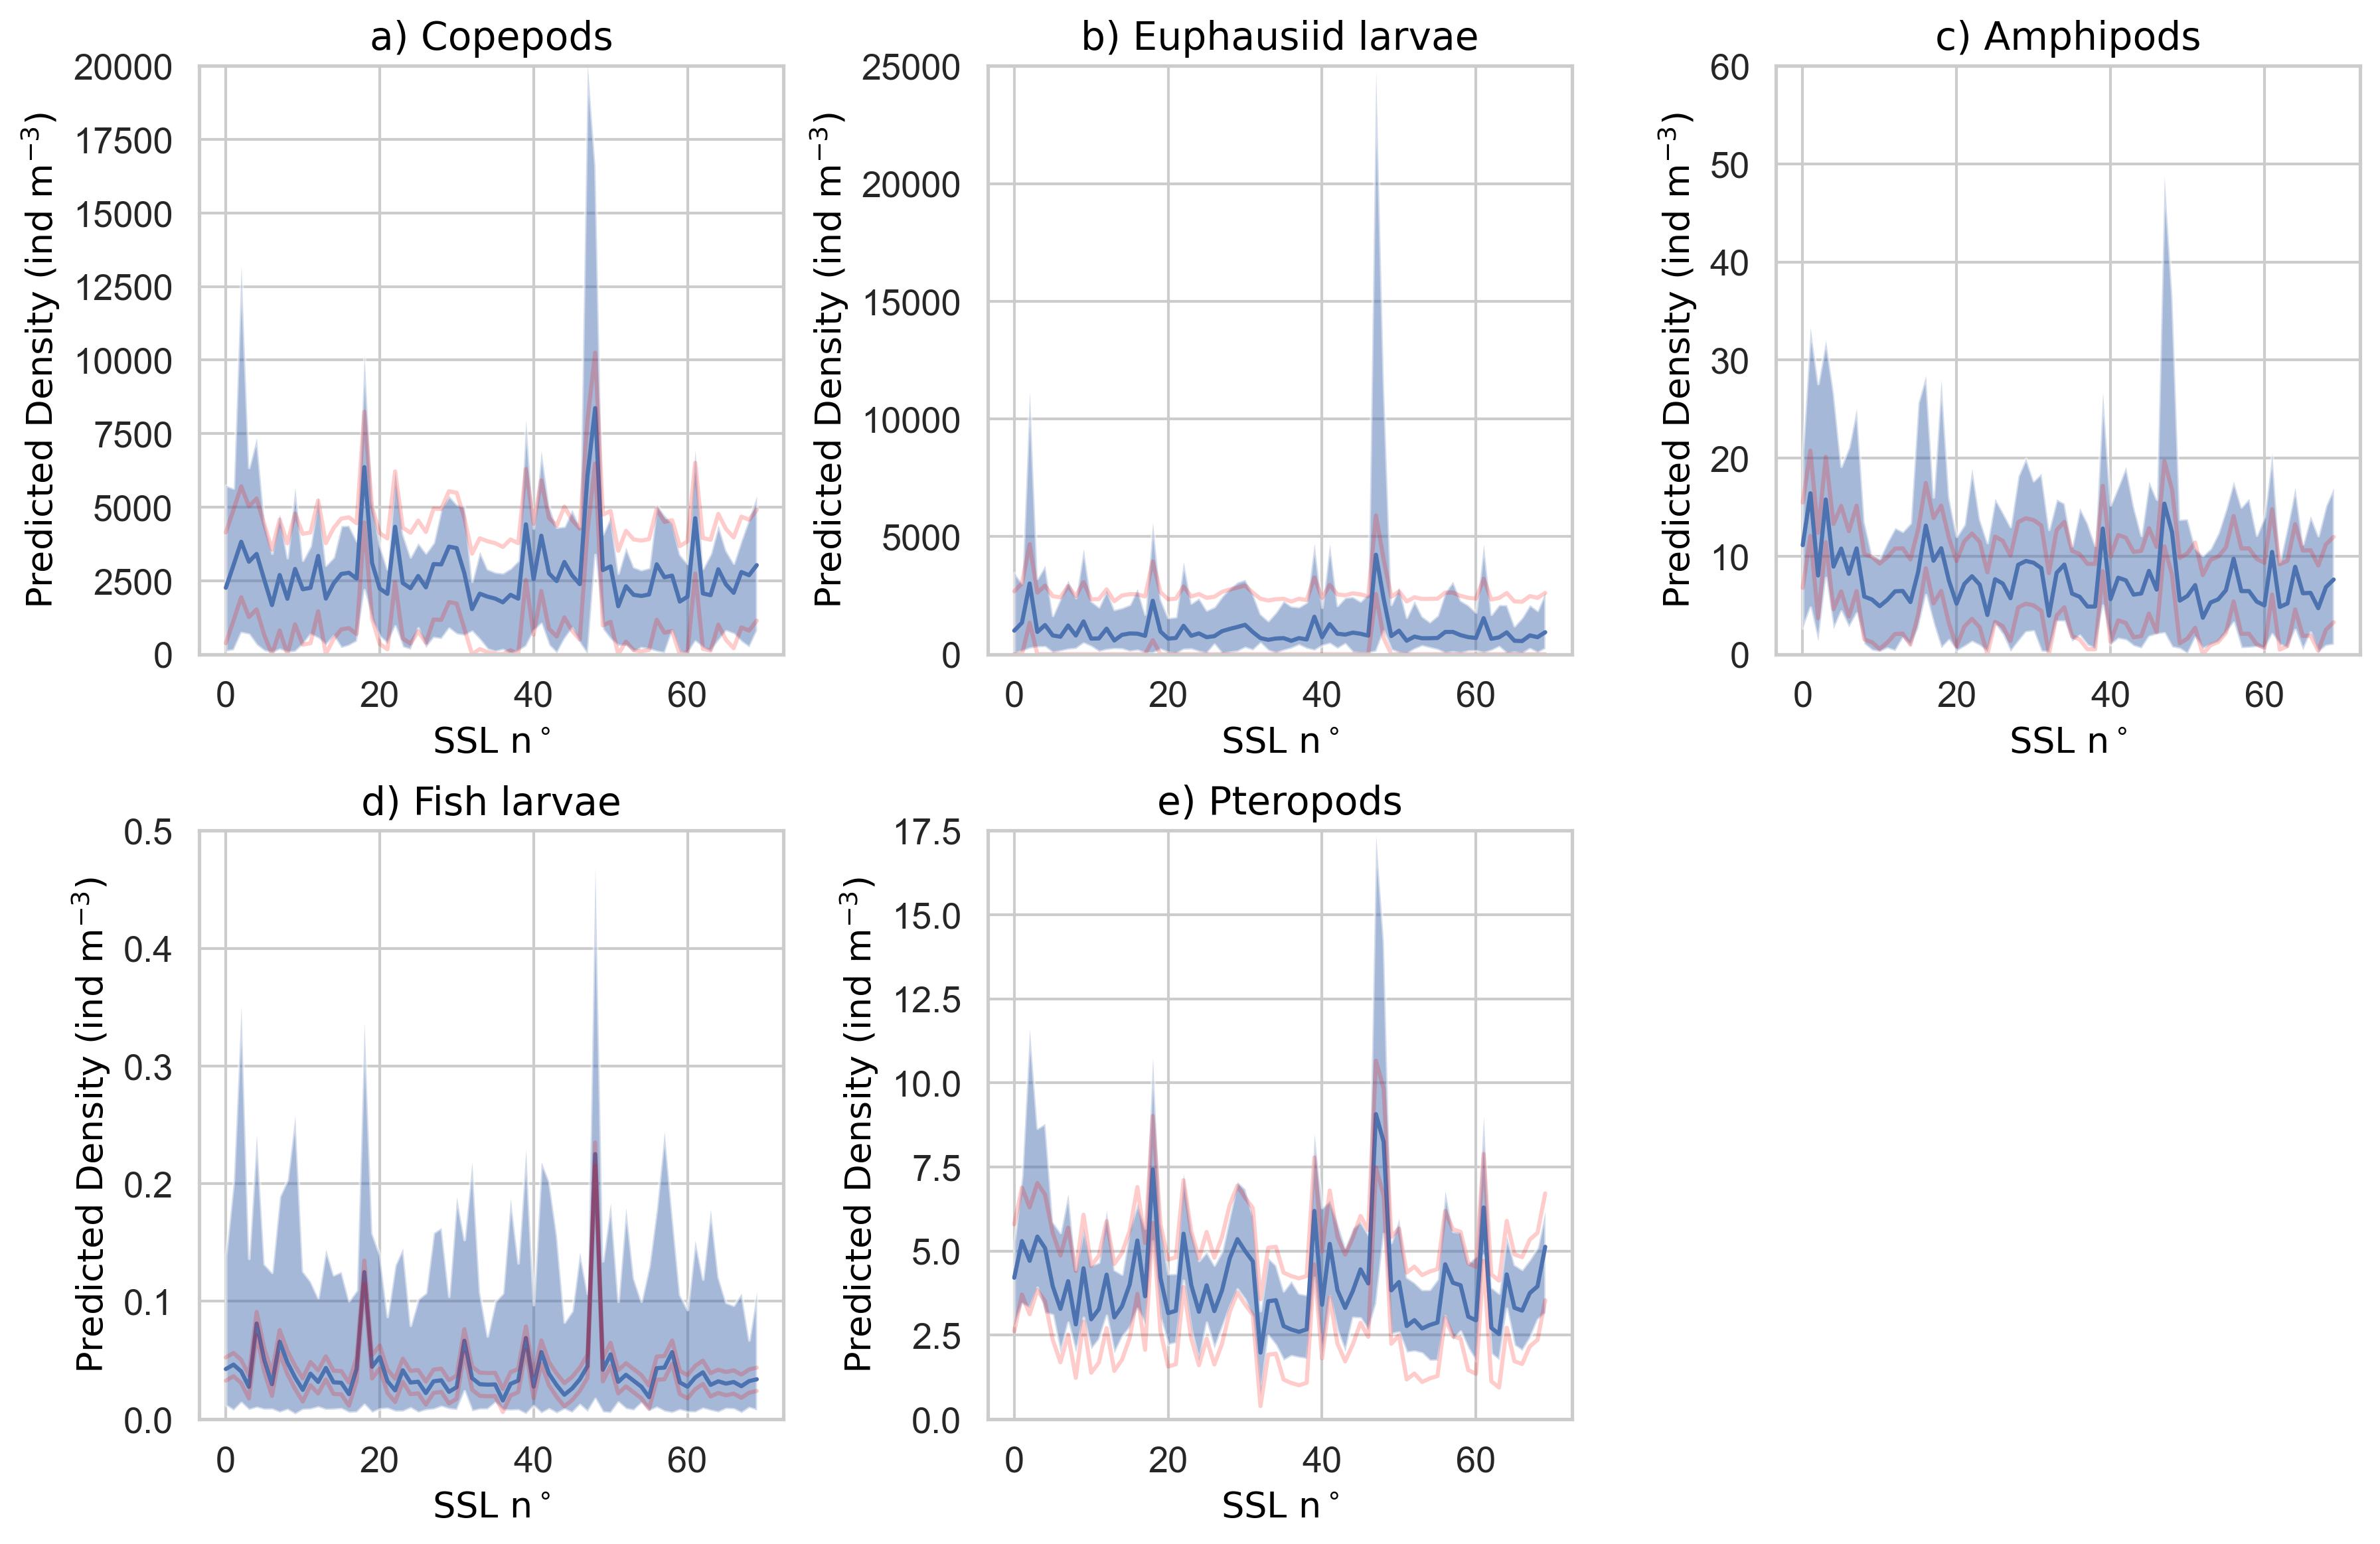 a) Copepods
20000
17500
15000
12500
10000
7500
5000
2500
0
Predicted Density (ind m⁻³)
0 20 40 60
SSL n°
b) Euphausiid larvae
25000
20000
15000
10000
5000
0
Predicted Density (ind m⁻³)
0 20 40 60
SSL n°
c) Amphipods
60
50
40
30
20
10
0
Predicted Density (ind m⁻³)
0 20 40 60
SSL n°
d) Fish larvae
0.5
0.4
0.3
0.2
0.1
0.0
Predicted Density (ind m⁻³)
0 20 40 60
SSL n°
e) Pteropods
17.5
15.0
12.5
10.0
7.5
5.0
2.5
0.0
Predicted Density (ind m⁻³)
0 20 40 60
SSL n°